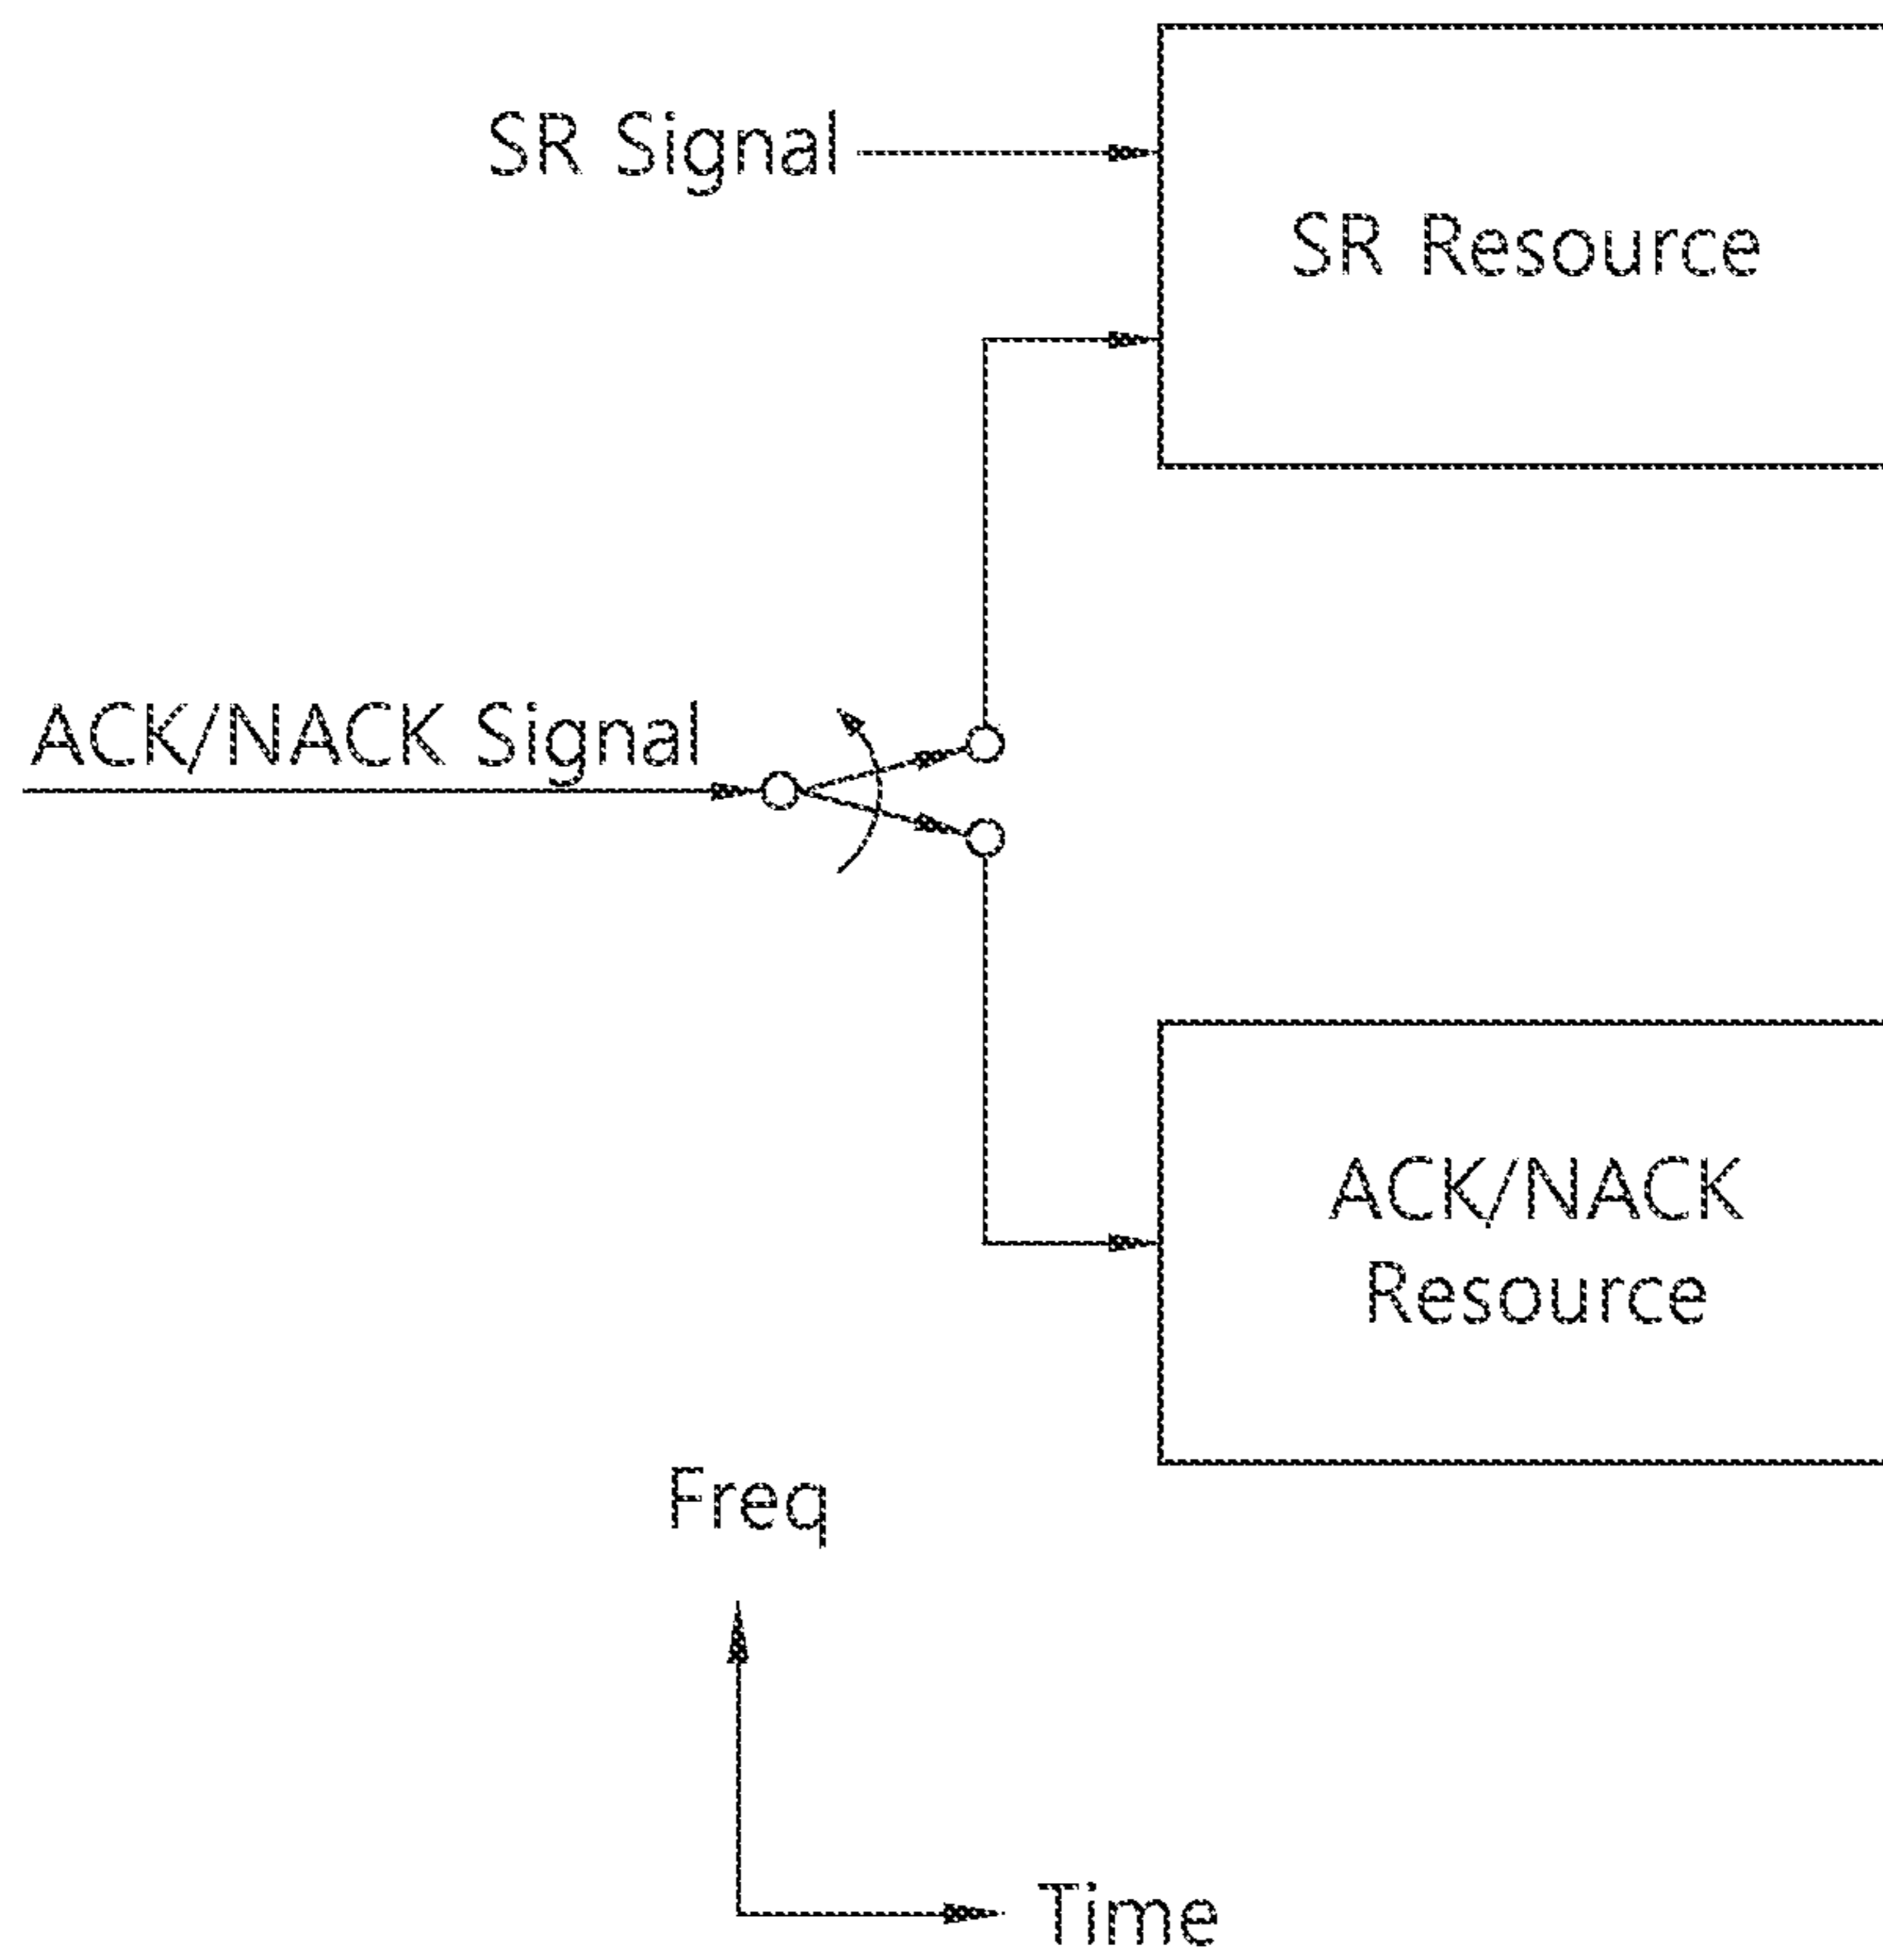 SR Signal
SR Resource
ACK/NACK Signal
ACK/NACK
Resource
Freq
Time